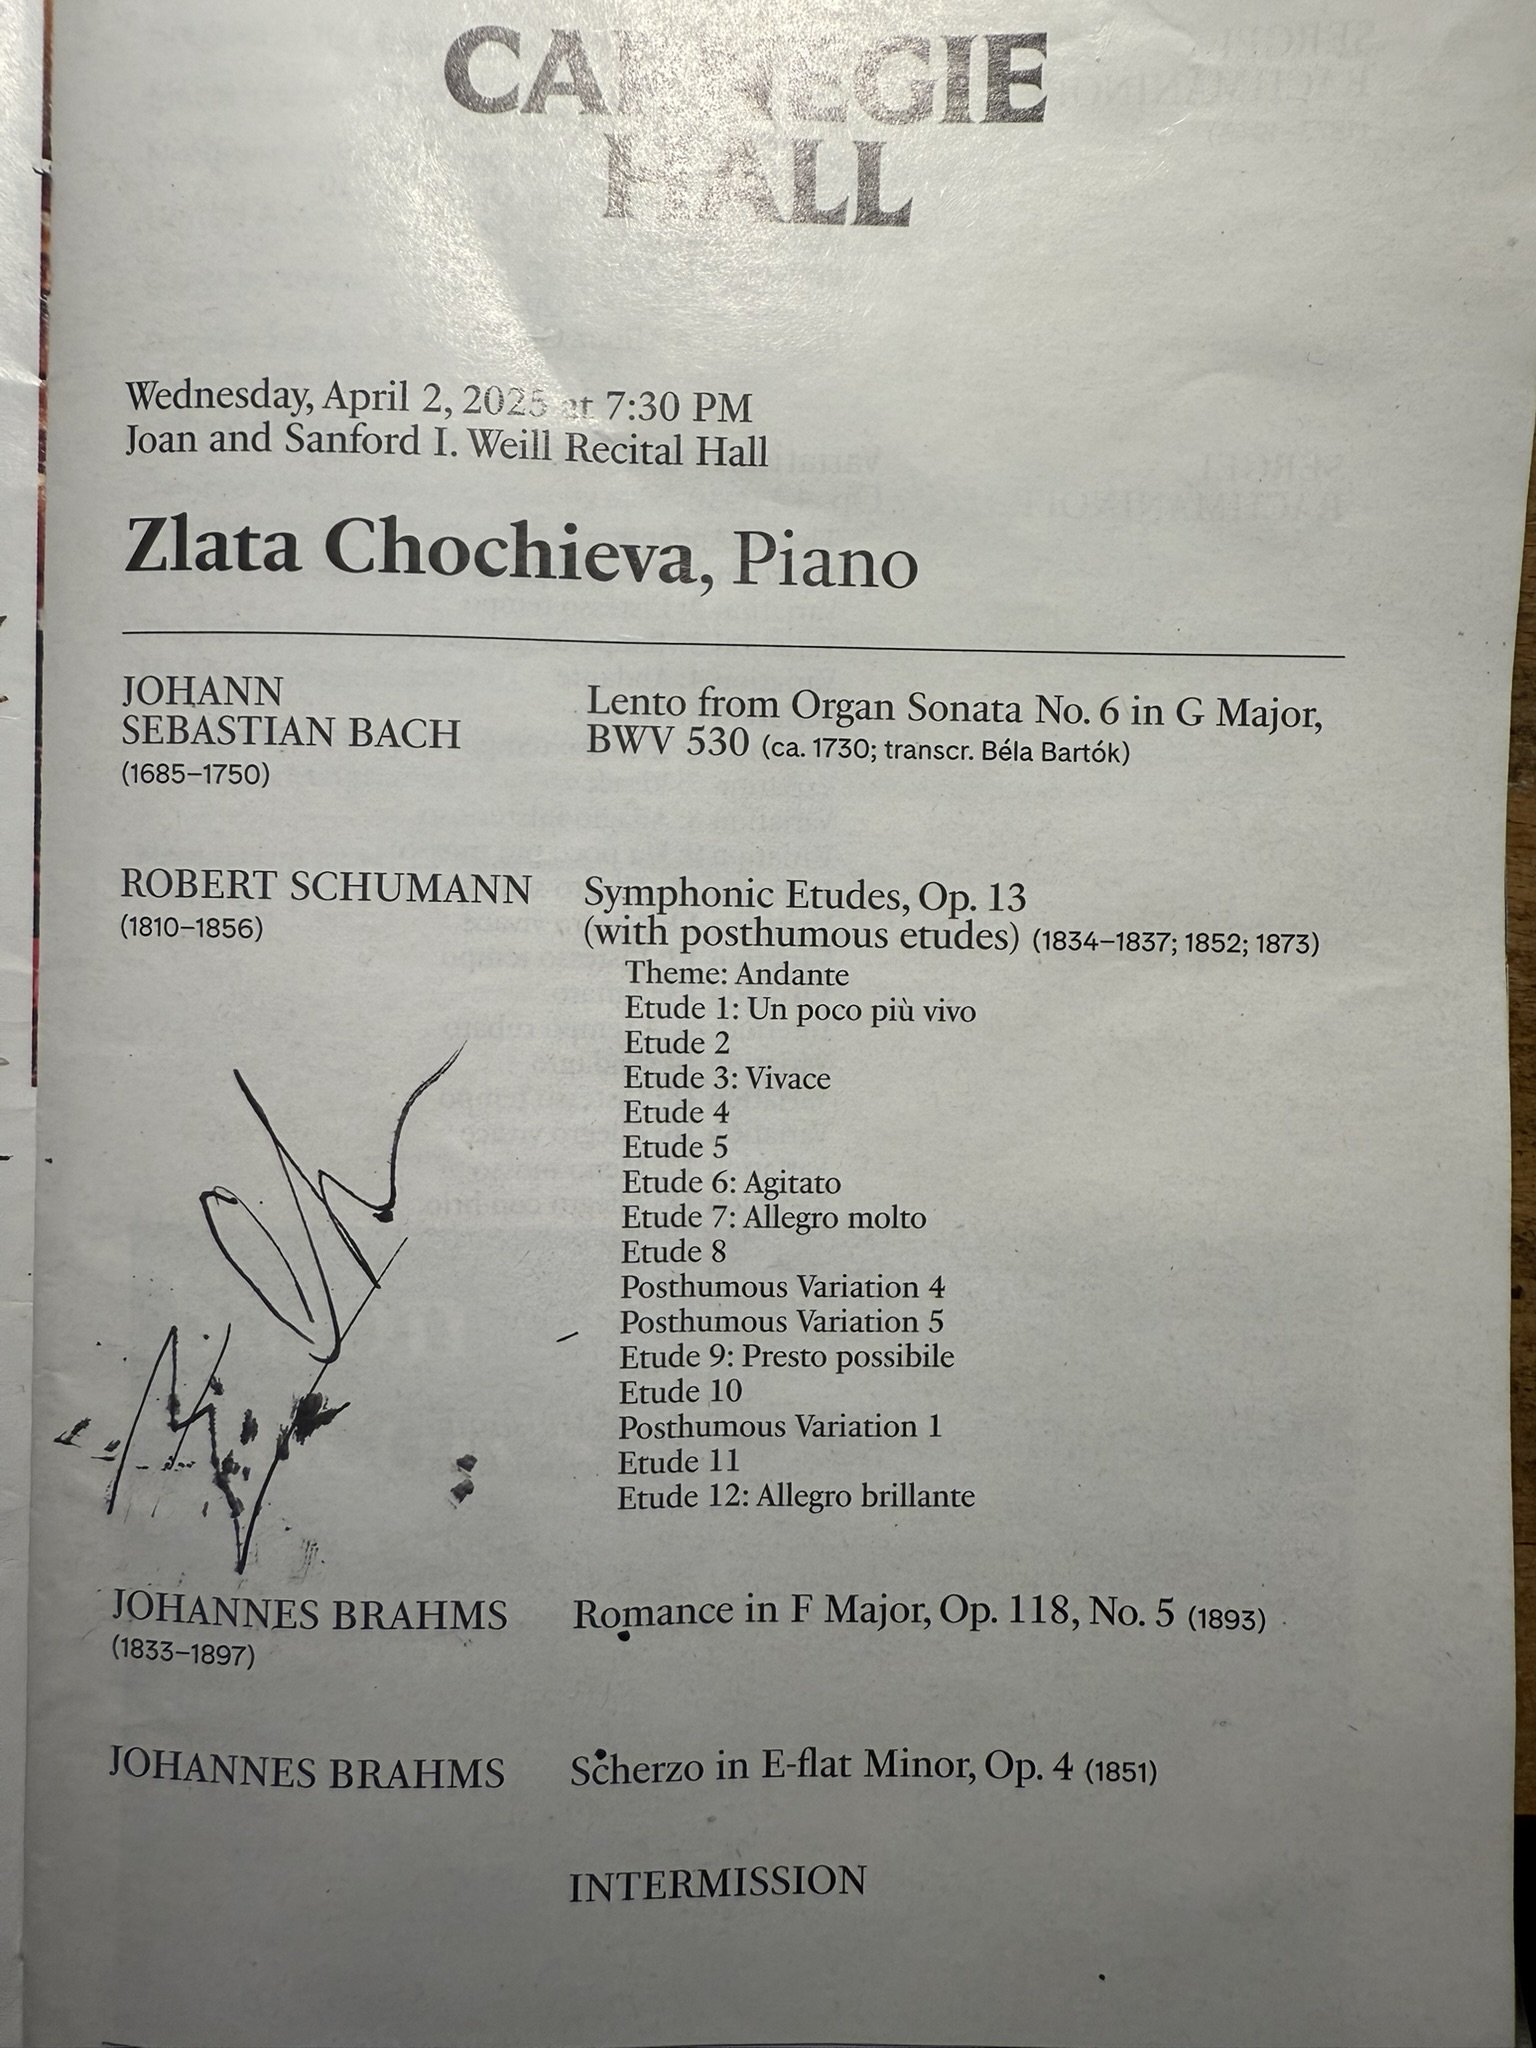 CARNEGIE
HALL
Wednesday, April 2, 2025 at 7:30 PM
Joan and Sanford I. Weill Recital Hall
Zlata Chochieva, Piano
JOHANN
SEBASTIAN BACH
(1685–1750)
Lento from Organ Sonata No. 6 in G Major,
BWV 530 (ca. 1730; transcr. Béla Bartók)
ROBERT SCHUMANN
(1810–1856)
Symphonic Etudes, Op. 13
(with posthumous etudes) (1834–1837; 1852; 1873)
Theme: Andante
Etude 1: Un poco più vivo
Etude 2
Etude 3: Vivace
Etude 4
Etude 5
Etude 6: Agitato
Etude 7: Allegro molto
Etude 8
Posthumous Variation 4
Posthumous Variation 5
Etude 9: Presto possibile
Etude 10
Posthumous Variation 1
Etude 11
Etude 12: Allegro brillante
JOHANNES BRAHMS
(1833–1897)
Romance in F Major, Op. 118, No. 5 (1893)
JOHANNES BRAHMS
Scherzo in E-flat Minor, Op. 4 (1851)
INTERMISSION